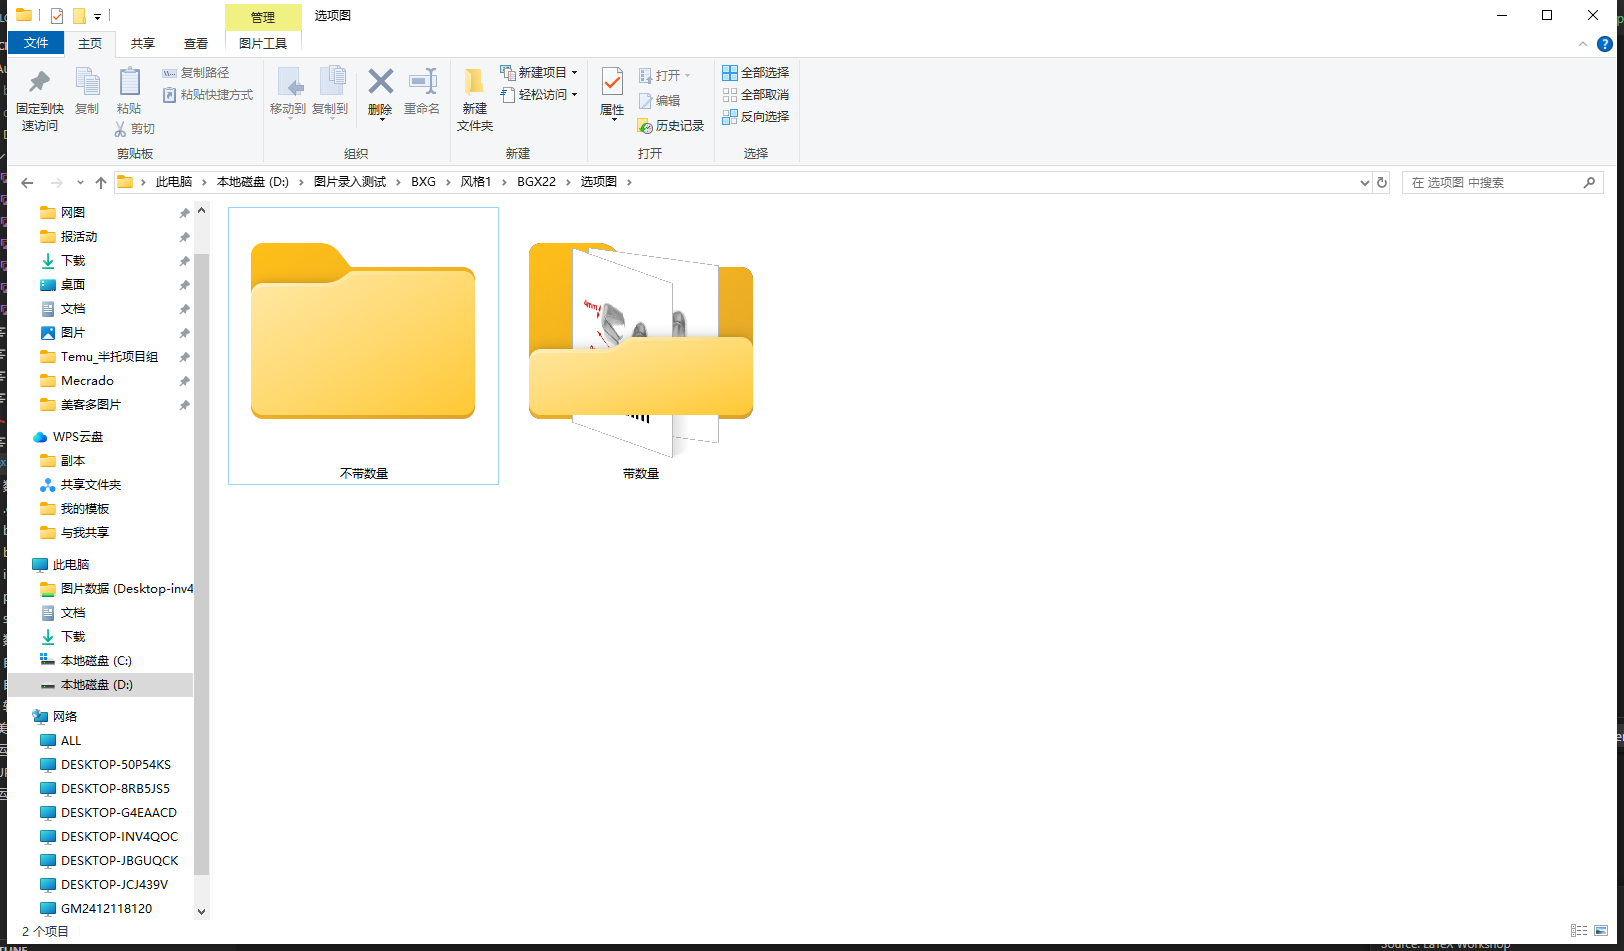 管理
选项图
文件
主页
共享
查看
图片工具
固定到快
速访问
复制
粘贴
复制路径
粘贴快捷方式
剪切
剪贴板
移动到
复制到
删除
重命名
组织
新建
文件夹
新建项目
轻松访问
新建
属性
打开
编辑
历史记录
打开
全部选择
全部取消
反向选择
选择
此电脑
本地磁盘 (D:)
图片录入测试
BXG
风格1
BGX22
选项图
在 选项图 中搜索
网图
报活动
下载
桌面
文档
图片
Temu_半托项目组
Mecrado
美客多图片
WPS云盘
副本
共享文件夹
我的模板
与我共享
此电脑
图片数据 (Desktop-inv4
文档
下载
本地磁盘 (C:)
本地磁盘 (D:)
网络
ALL
DESKTOP-50P54KS
DESKTOP-8RB5JS5
DESKTOP-G4EAACD
DESKTOP-INV4QOC
DESKTOP-JBGUQCK
DESKTOP-JCJ439V
GM2412118120
不带数量
带数量
2 个项目
Source: LaTeX Workshop